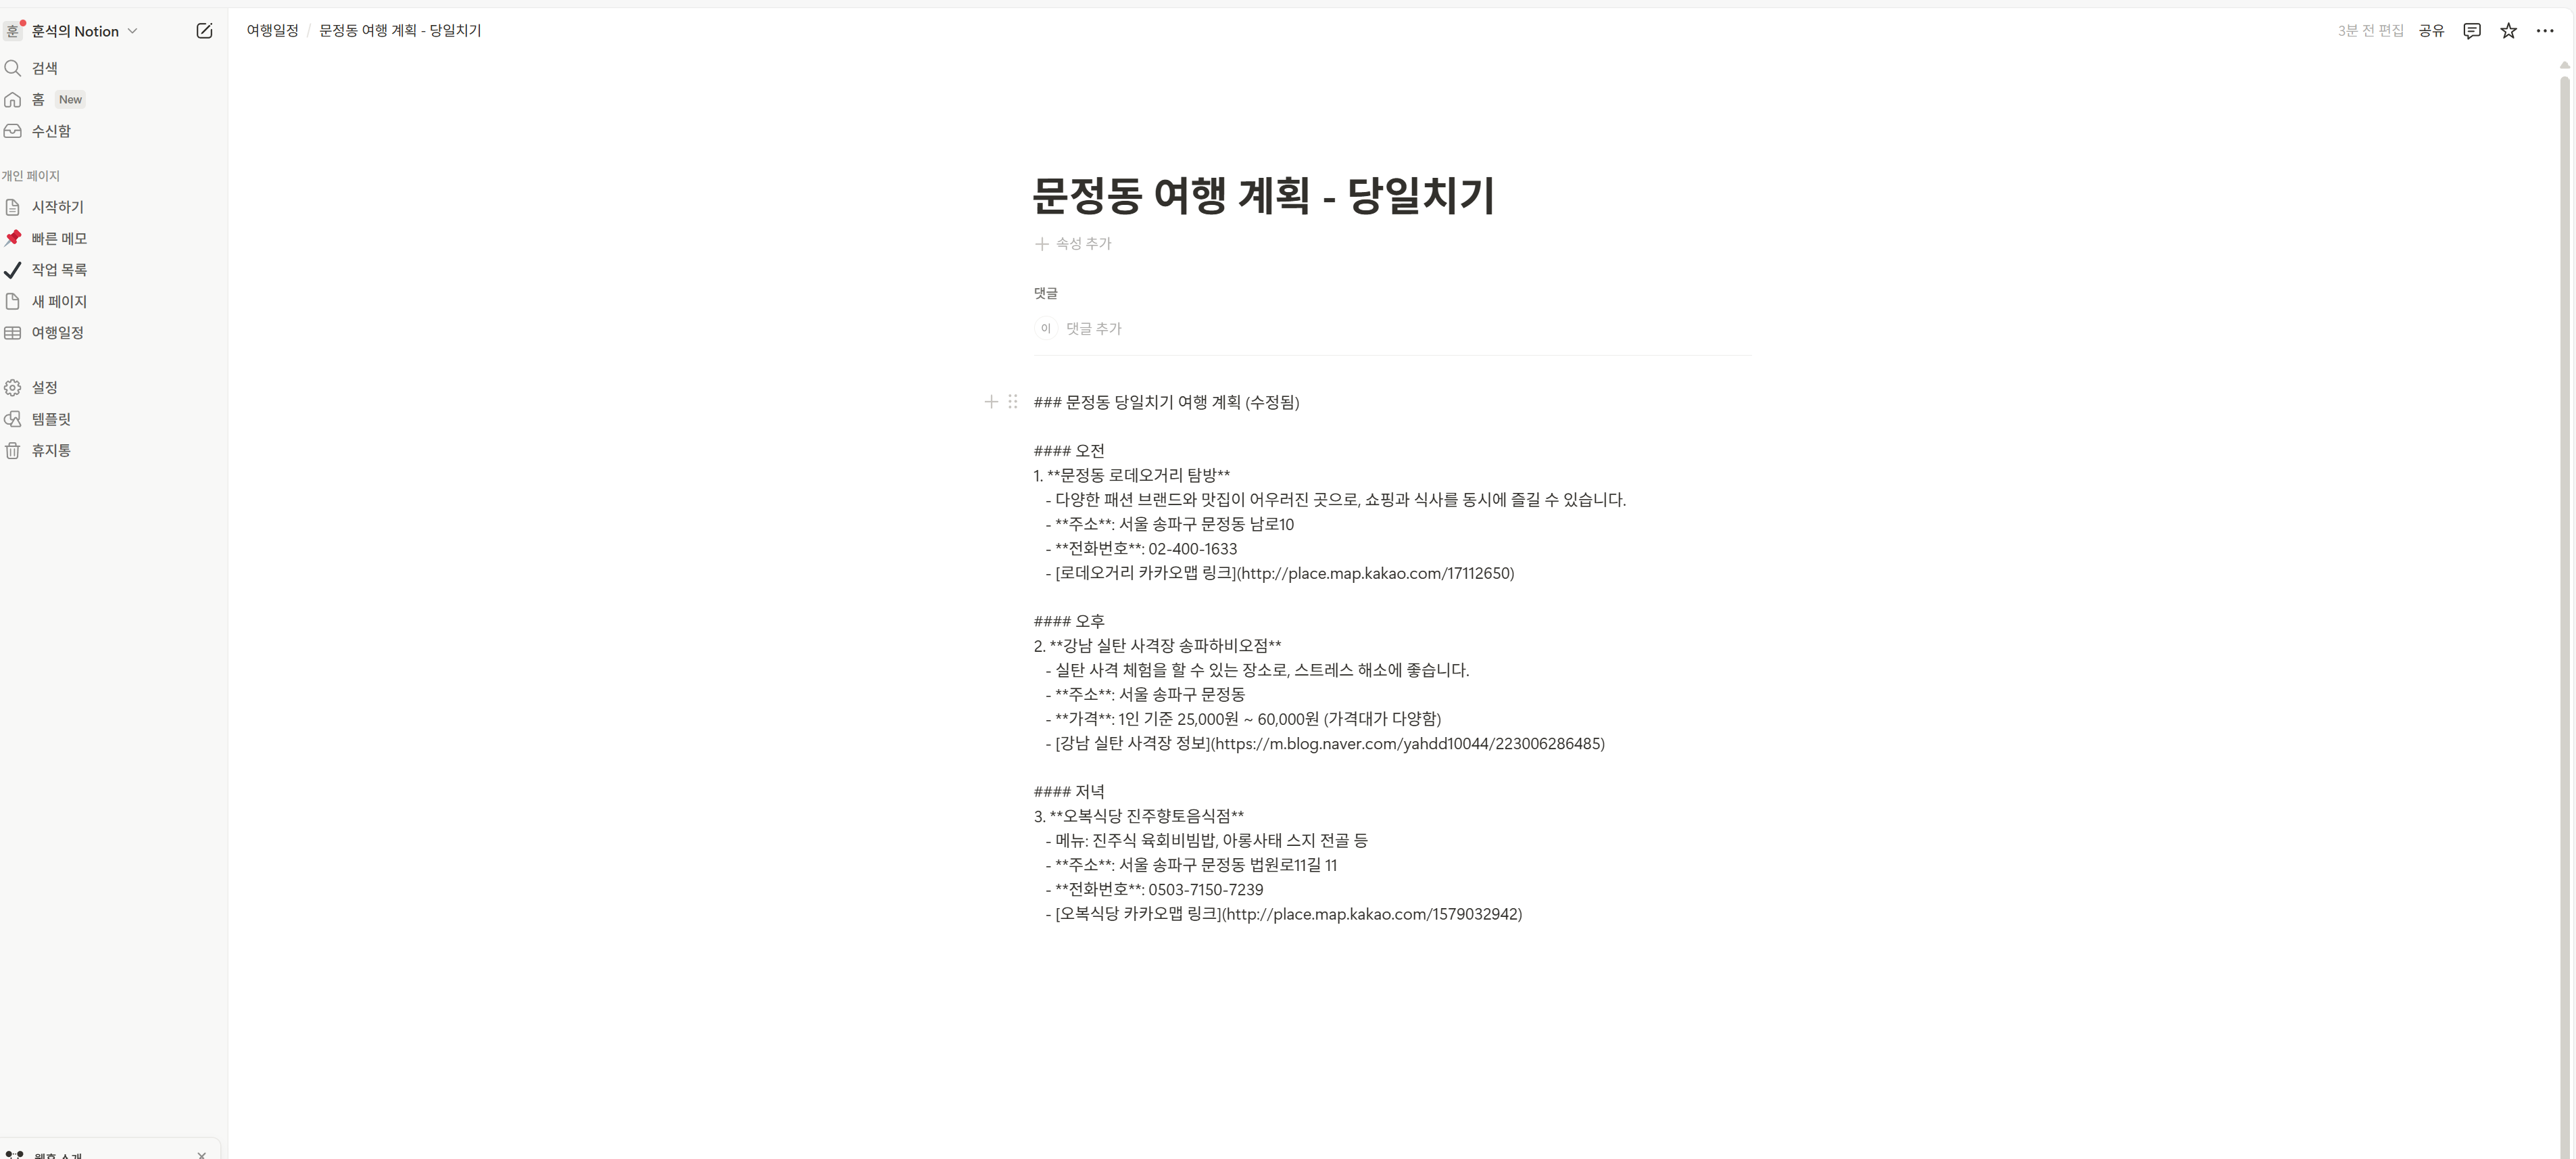 훈 훈석의 Notion
검색
홈 New
수신함
개인 페이지
시작하기
빠른 메모
작업 목록
새 페이지
여행일정
설정
템플릿
휴지통
여행일정 / 문정동 여행 계획 - 당일치기
3분 전 편집 공유
문정동 여행 계획 - 당일치기
속성 추가
댓글
이 댓글 추가
### 문정동 당일치기 여행 계획 (수정됨)
#### 오전
1. **문정동 로데오거리 탐방**
- 다양한 패션 브랜드와 맛집이 어우러진 곳으로, 쇼핑과 식사를 동시에 즐길 수 있습니다.
- **주소**: 서울 송파구 문정동 남로10
- **전화번호**: 02-400-1633
- [로데오거리 카카오맵 링크](http://place.map.kakao.com/17112650)
#### 오후
2. **강남 실탄 사격장 송파하비오점**
- 실탄 사격 체험을 할 수 있는 장소로, 스트레스 해소에 좋습니다.
- **주소**: 서울 송파구 문정동
- **가격**: 1인 기준 25,000원 ~ 60,000원 (가격대가 다양함)
- [강남 실탄 사격장 정보](https://m.blog.naver.com/yahdd10044/223006286485)
#### 저녁
3. **오복식당 진주향토음식점**
- 메뉴: 진주식 육회비빔밥, 아롱사태 스지 전골 등
- **주소**: 서울 송파구 문정동 법원로11길 11
- **전화번호**: 0503-7150-7239
- [오복식당 카카오맵 링크](http://place.map.kakao.com/1579032942)